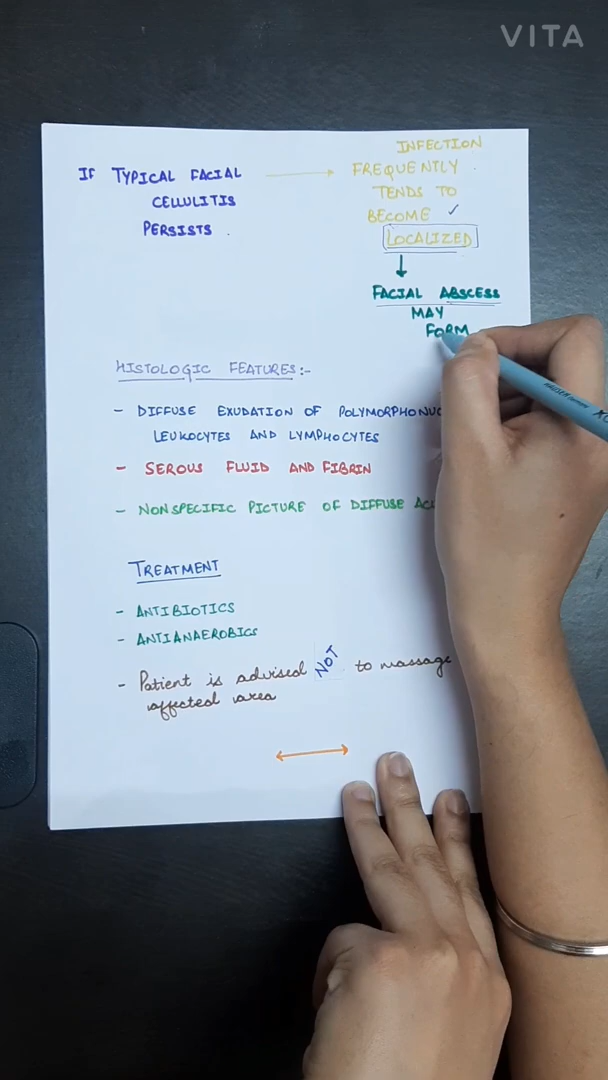 VITA
IF TYPICAL FACIAL
CELLULITIS
PERSISTS.
INFECTION
FREQUENTLY
TENDS TO
BECOME ✓
LOCALIZED
↓
FACIAL ABSCESS
MAY
FORM
HISTOLOGIC FEATURES:-
- DIFFUSE EXUDATION OF
LEUKOCYTES AND LYMPHOCYTES
- SEROUS FLUID AND FIBRIN
- NONSPECIFIC PICTURE OF DIFFUSE
TREATMENT
- ANTIBIOTICS
- ANTIANAEROBICS
- Patient is advised NOT to massage
affected area